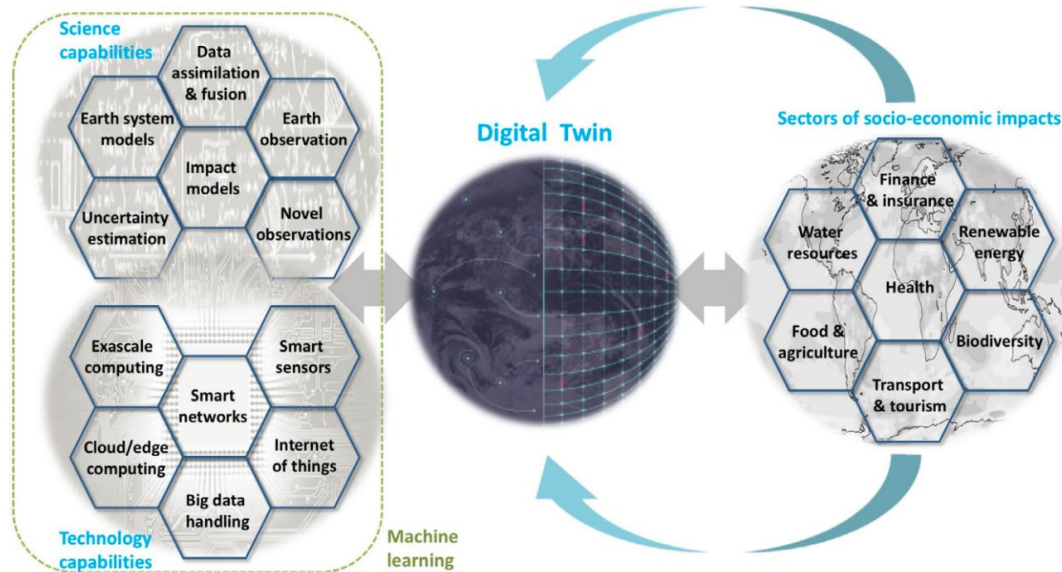 Science
capabilities
Data
assimilation
& fusion
Earth system
models
Earth
observation
Impact
models
Uncertainty
estimation
Novel
observations
Exascale
computing
Smart
sensors
Smart
networks
Cloud/edge
computing
Internet
of things
Big data
handling
Technology
capabilities
Machine
learning
Digital Twin
Sectors of socio-economic impacts
Finance
& insurance
Water
resources
Renewable
energy
Health
Food &
agriculture
Biodiversity
Transport
& tourism